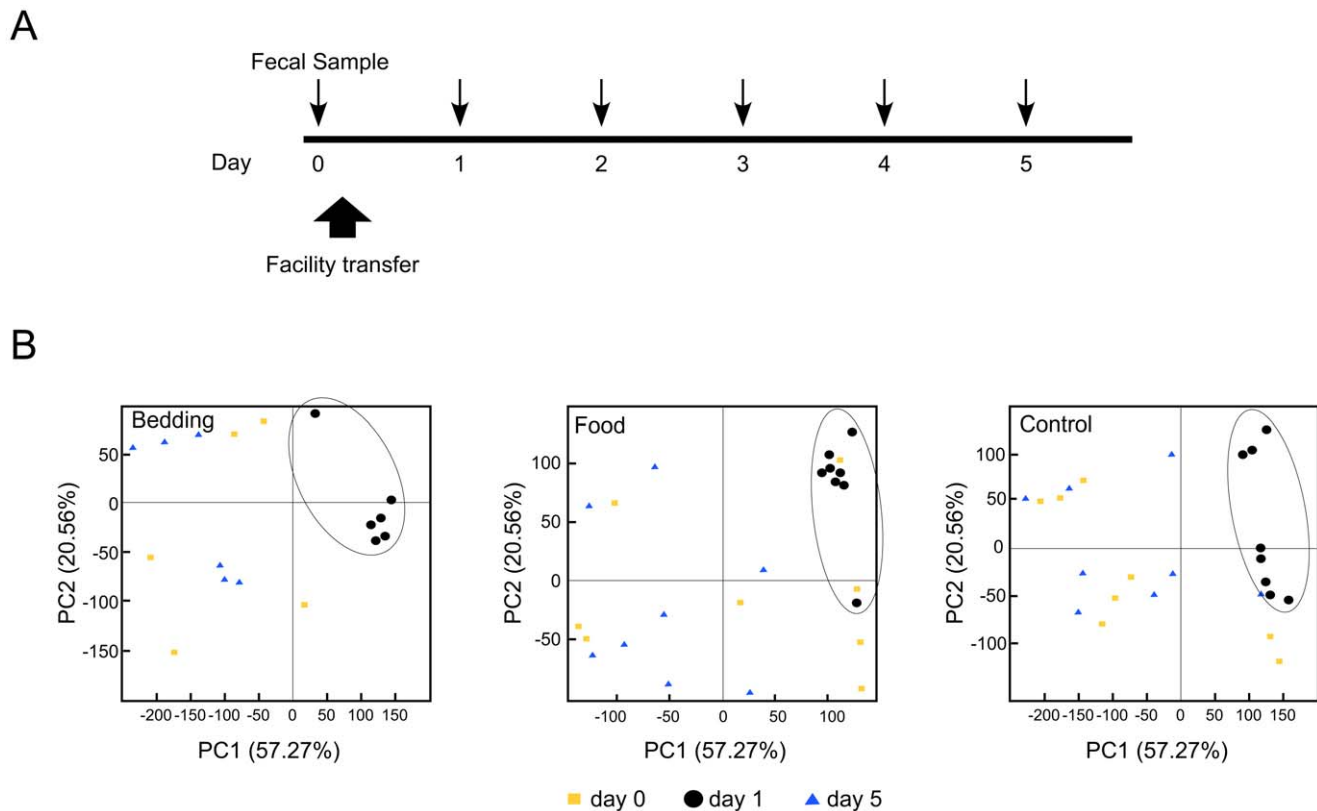 A
Fecal Sample
Day 0 1 2 3 4 5
Facility transfer
B
Bedding
PC2 (20.56%)
50
0
-50
-100
-150
-200 -150 -100 -50 0 50 100 150
PC1 (57.27%)
Food
PC2 (20.56%)
100
50
0
-50
-100 0 50 100
PC1 (57.27%)
Control
PC2 (20.56%)
100
50
0
-50
-100
-200 -150 -100 -50 0 50 100 150
PC1 (57.27%)
day 0 day 1 day 5